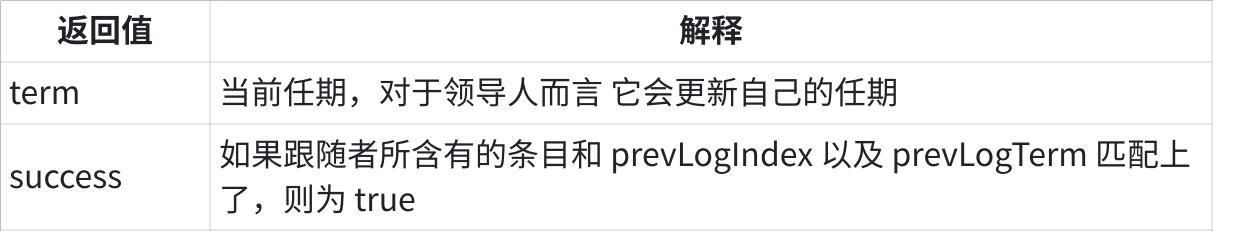 返回值 解释
term 当前任期，对于领导人而言 它会更新自己的任期
success 如果跟随者所含有的条目和 prevLogIndex 以及 prevLogTerm 匹配上
了，则为 true